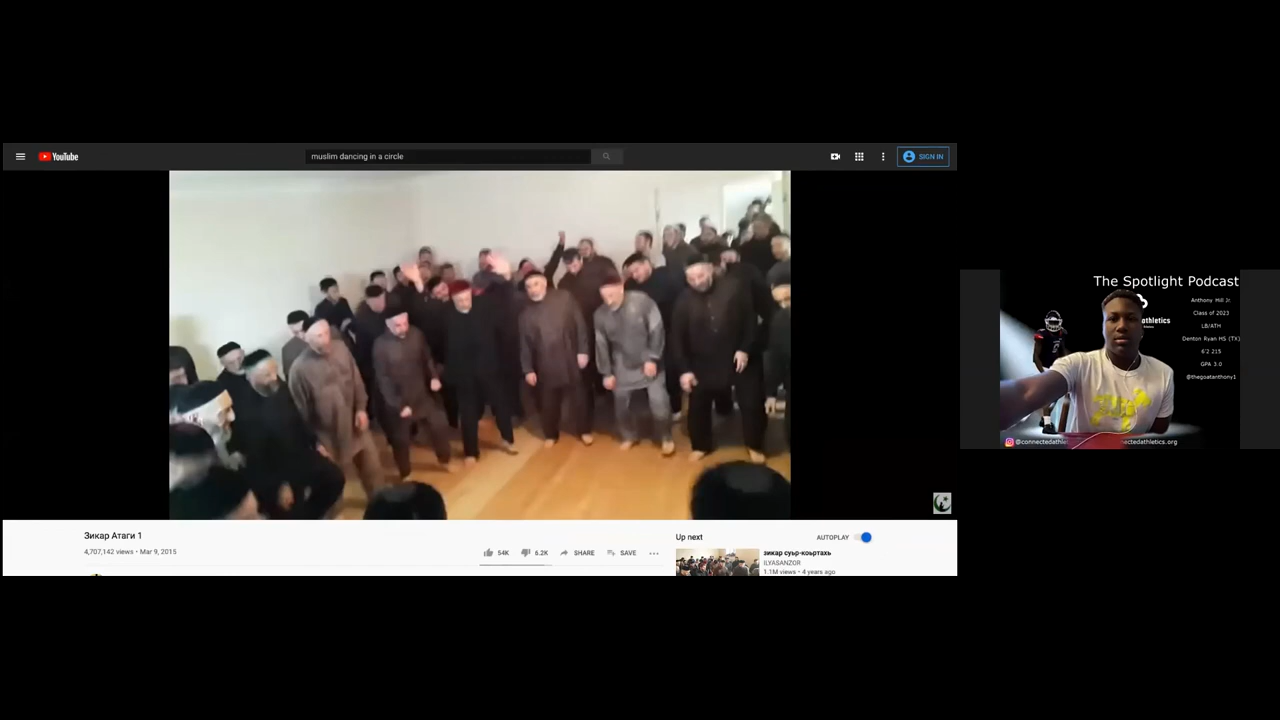 YouTube
muslim dancing in a circle
SIGN IN
Зикар Атаги 1
4,707,142 views • Mar 9, 2015
54K
6.2K
SHARE
SAVE
Up next
AUTOPLAY
зикар суьр-коьртахь
ILYASANZOR
1.1M views • 4 years ago
The Spotlight Podcast
Anthony Hill Jr.
athletics
Class of 2023
LB/ATH
Denton Ryan HS (TX)
6'2 215
GPA 3.0
@thegoatanthony1
@connectedathle
nectedathletics.org